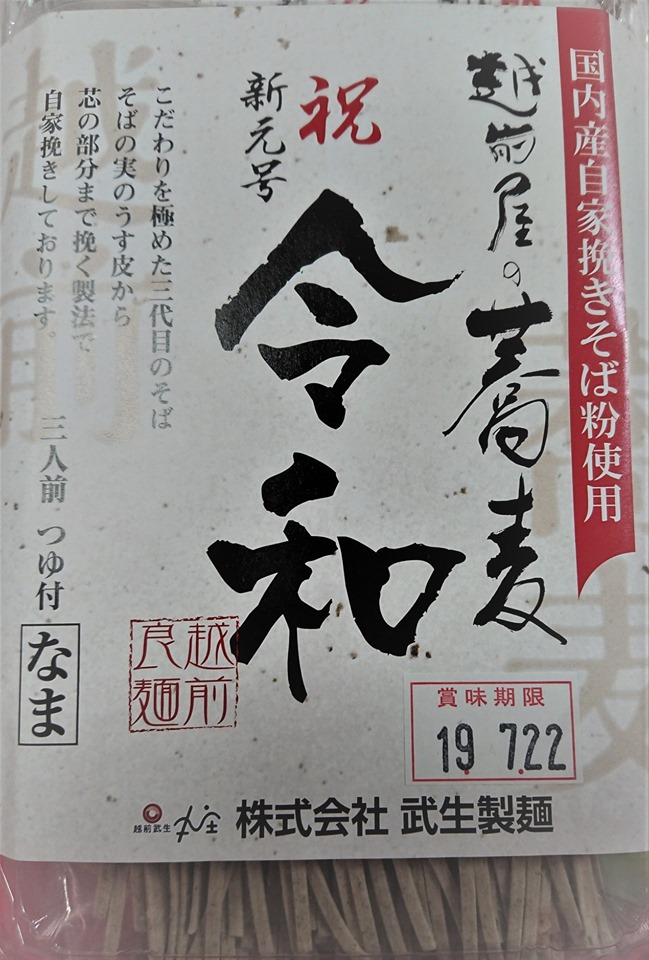 国内産自家挽きそば粉使用
越前屋の蕎麦
祝
新元号
令和
こだわりを極めた三代目のそば
そばの実のうす皮から
芯の部分まで挽く製法で
自家挽きしております。
三人前 つゆ付
なま
越前
良麺
賞味期限
19. 7.22
越前武生
株式会社 武生製麺